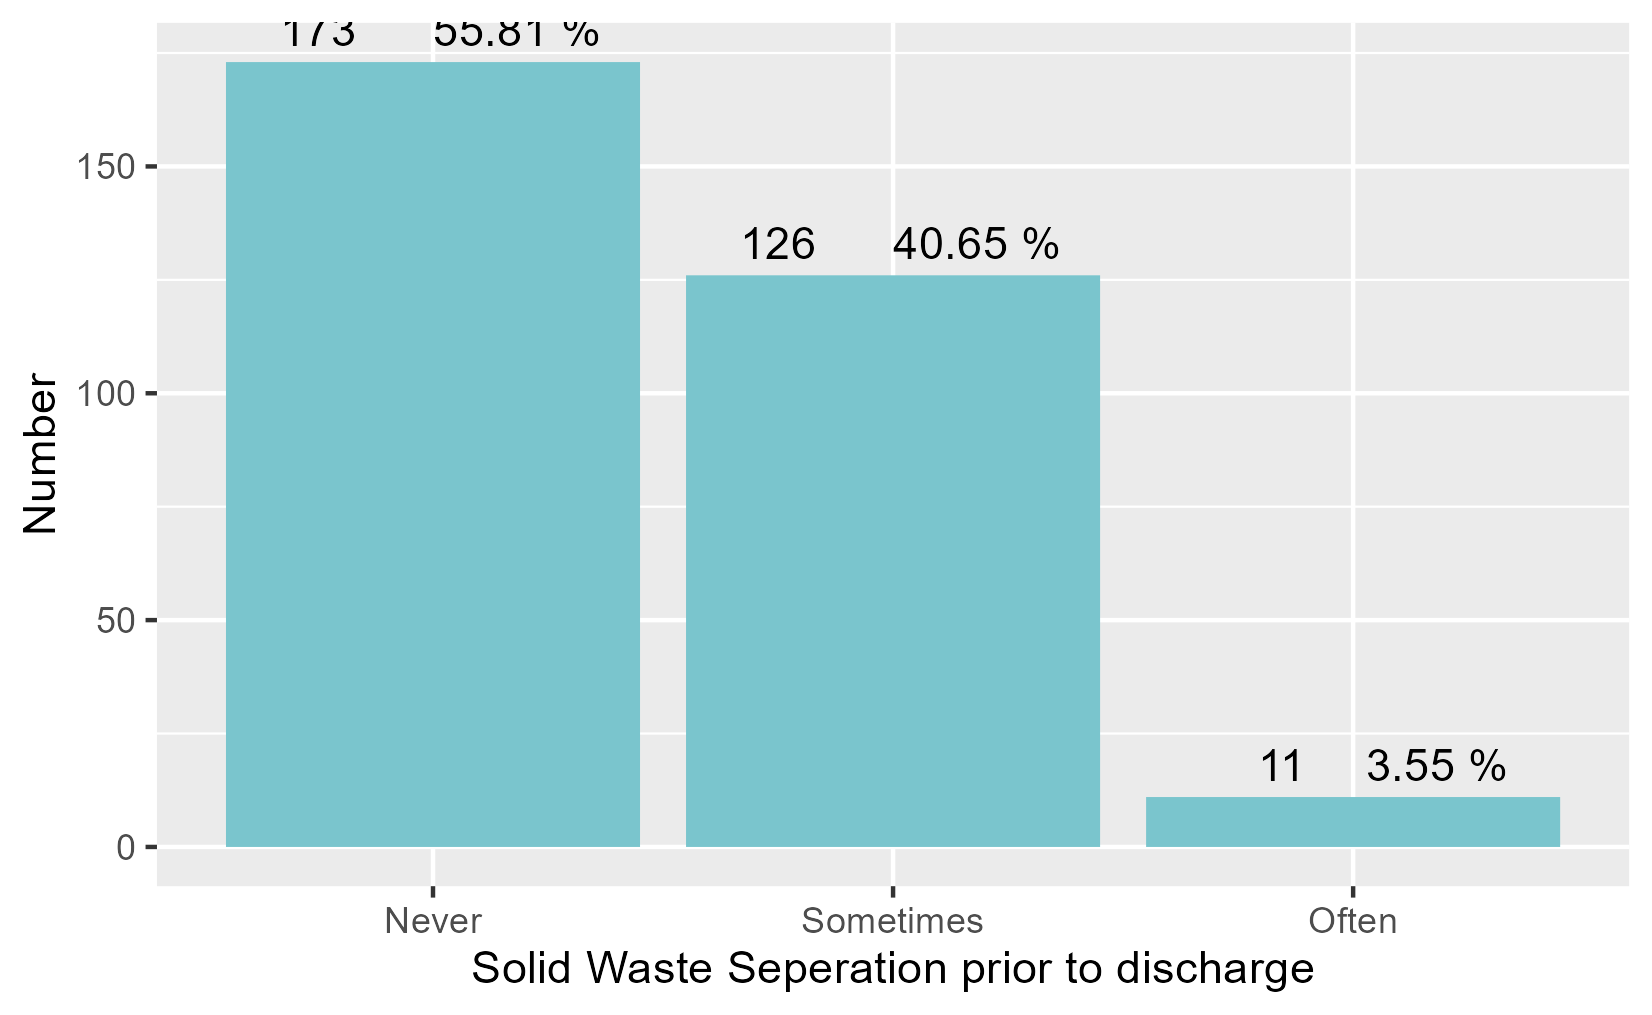 173 55.81 %
150
126 40.65 %
100
Number
50
11 3.55 %
0
Never Sometimes Often
Solid Waste Seperation prior to discharge